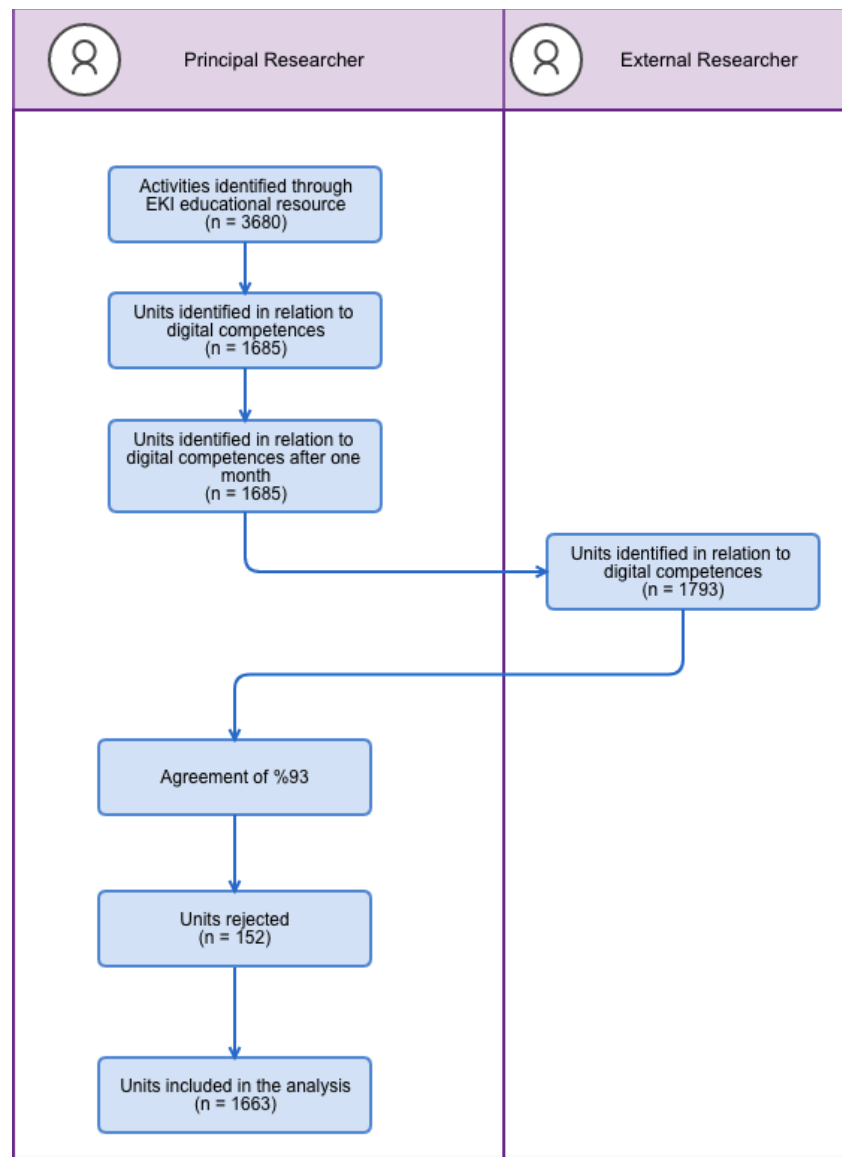 Principal Researcher
External Researcher
Activities identified through
EKI educational resource
(n = 3680)
Units identified in relation to
digital competences
(n = 1685)
Units identified in relation to
digital competences after one
month
(n = 1685)
Units identified in relation to
digital competences
(n = 1793)
Agreement of %93
Units rejected
(n = 152)
Units included in the analysis
(n = 1663)